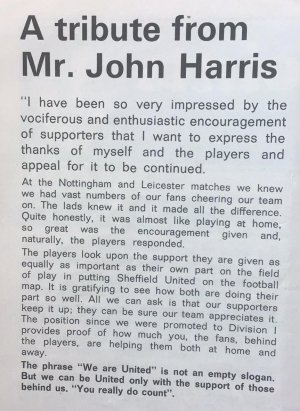 A tribute from
Mr. John Harris
"I have been so very impressed by the
vociferous and enthusiastic encouragement
of supporters that I want to express the
thanks of myself and the players and
appeal for it to be continued.
At the Nottingham and Leicester matches we knew
we had vast numbers of our fans cheering our team
on. The lads knew it and it made all the difference.
Quite honestly, it was almost like playing at home,
so great was the encouragement given and,
naturally, the players responded.
The players look upon the support they are given as
equally as important as their own part on the field
of play in putting Sheffield United on the football
map. It is gratifying to see how both are doing their
part so well. All we can ask is that our supporters
keep it up; they can be sure our team appreciates it.
The position since we were promoted to Division I
provides proof of how much you, the fans, behind
the players, are helping them both at home and
away.
The phrase "We are United" is not an empty slogan.
But we can be United only with the support of those
behind us. "You really do count".